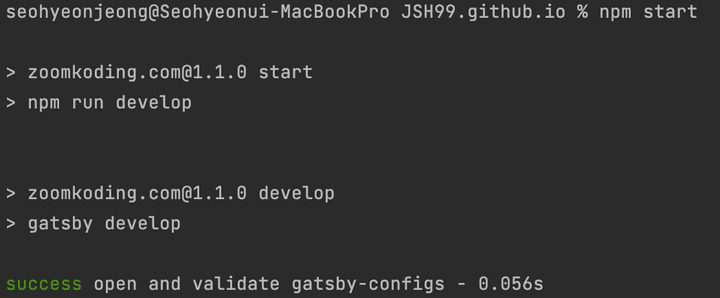 seohyeonjeong@Seohyeonui-MacBookPro JSH99.github.io % npm start
> zoomkoding.com@1.1.0 start
> npm run develop
> zoomkoding.com@1.1.0 develop
> gatsby develop
success open and validate gatsby-configs - 0.056s